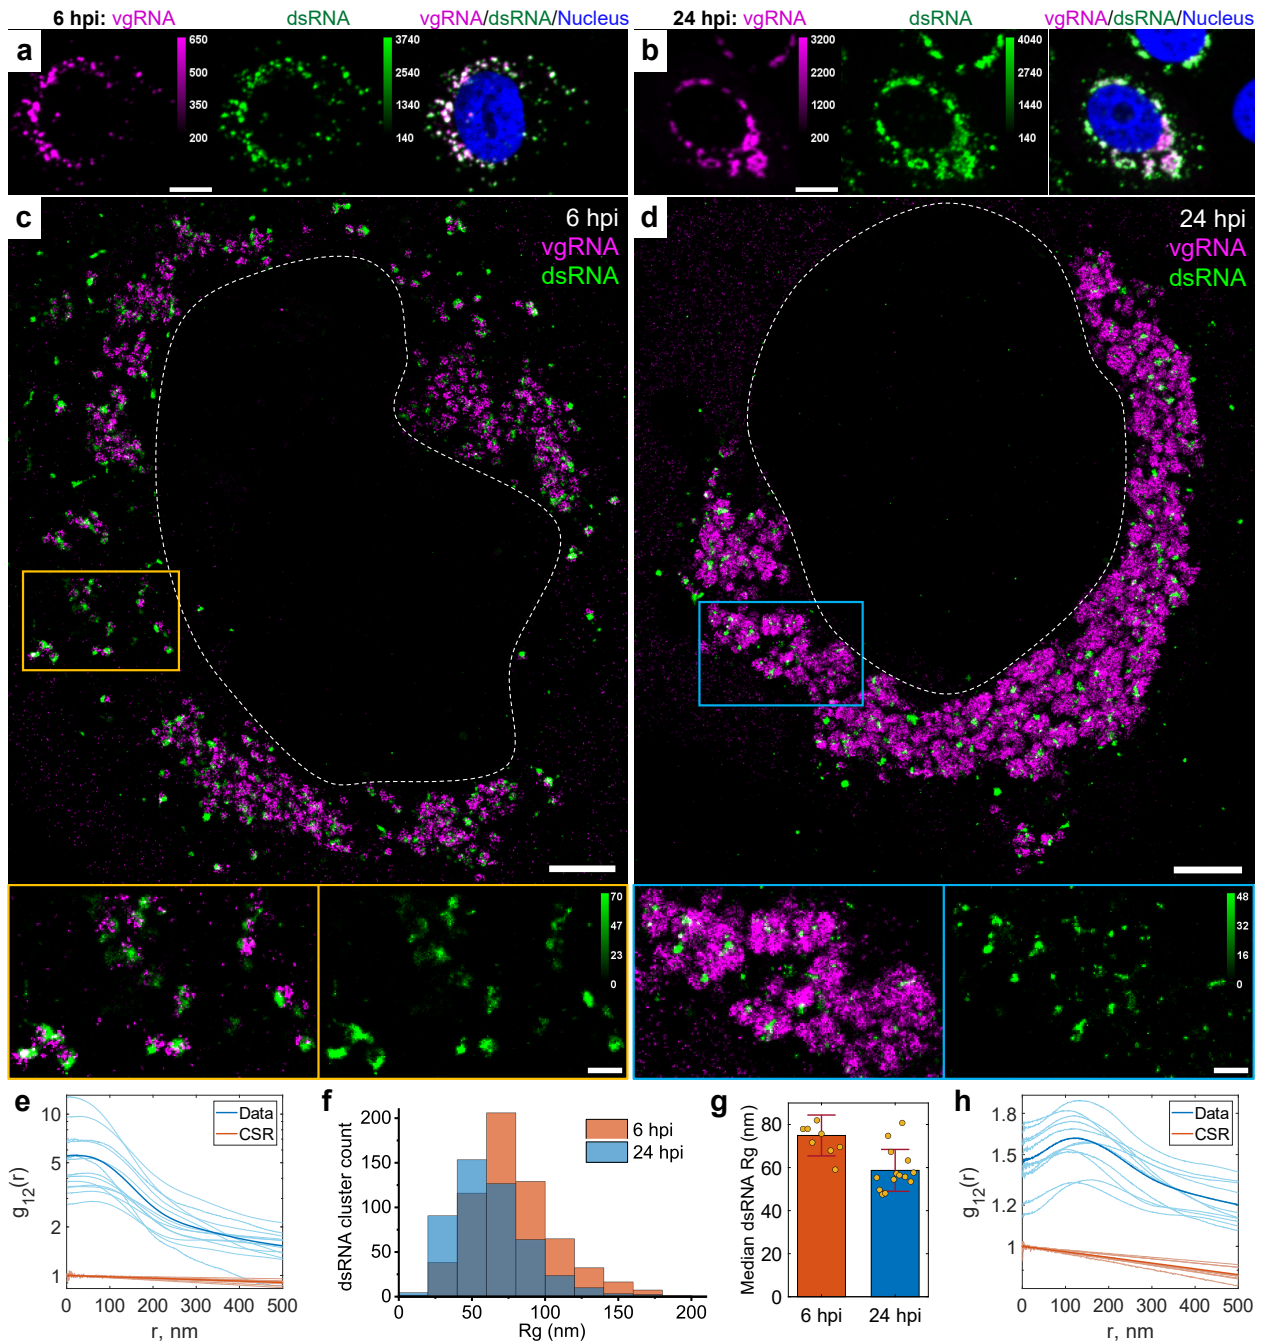 6 hpi: vgRNA dsRNA vgRNA/dsRNA/Nucleus
24 hpi: vgRNA dsRNA vgRNA/dsRNA/Nucleus
a
650
500
350
200
3740
2540
1340
140
b
3200
2200
1200
200
4040
2740
1440
140
c
6 hpi
vgRNA
dsRNA
d
24 hpi
vgRNA
dsRNA
70
47
23
0
48
32
16
0
e
g12(r)
10
5
2
1
Data
CSR
0 100 200 300 400 500
r, nm
f
dsRNA cluster count
200
150
100
50
0
6 hpi
24 hpi
0 50 100 150 200
Rg (nm)
g
Median dsRNA Rg (nm)
80
60
40
20
0
6 hpi 24 hpi
h
g12(r)
1.8
1.5
1.2
1
Data
CSR
0 100 200 300 400 500
r, nm